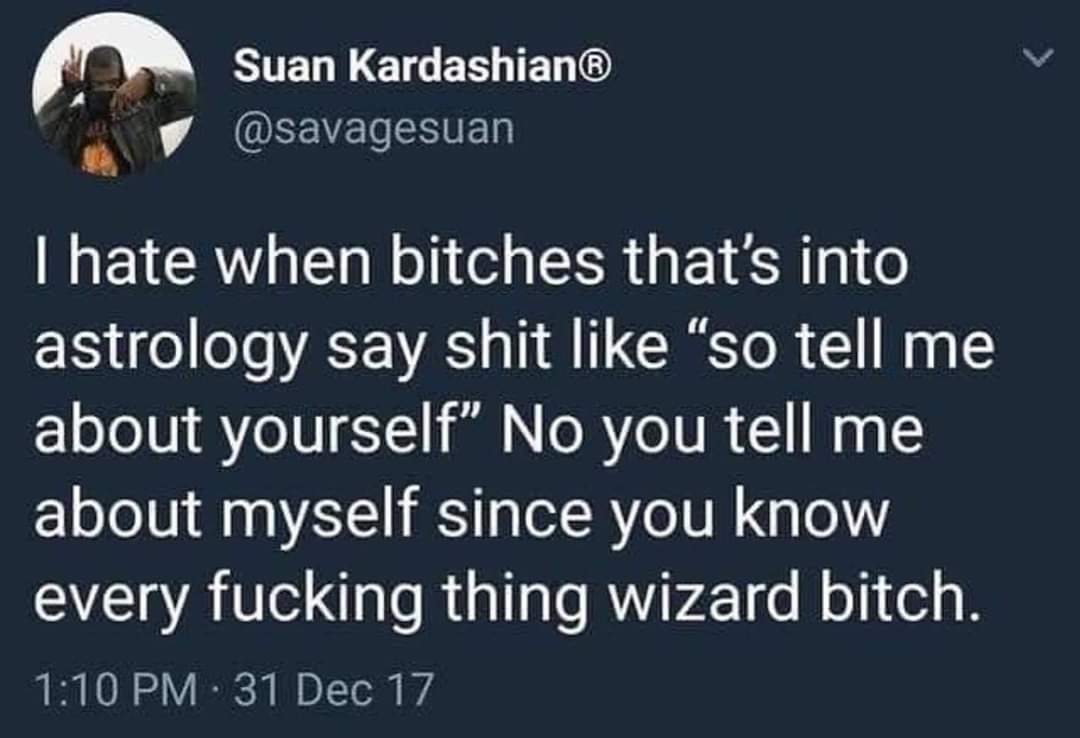 Suan Kardashian®
@savagesuan
I hate when bitches that’s into
astrology say shit like “so tell me
about yourself” No you tell me
about myself since you know
every fucking thing wizard bitch.
1:10 PM · 31 Dec 17